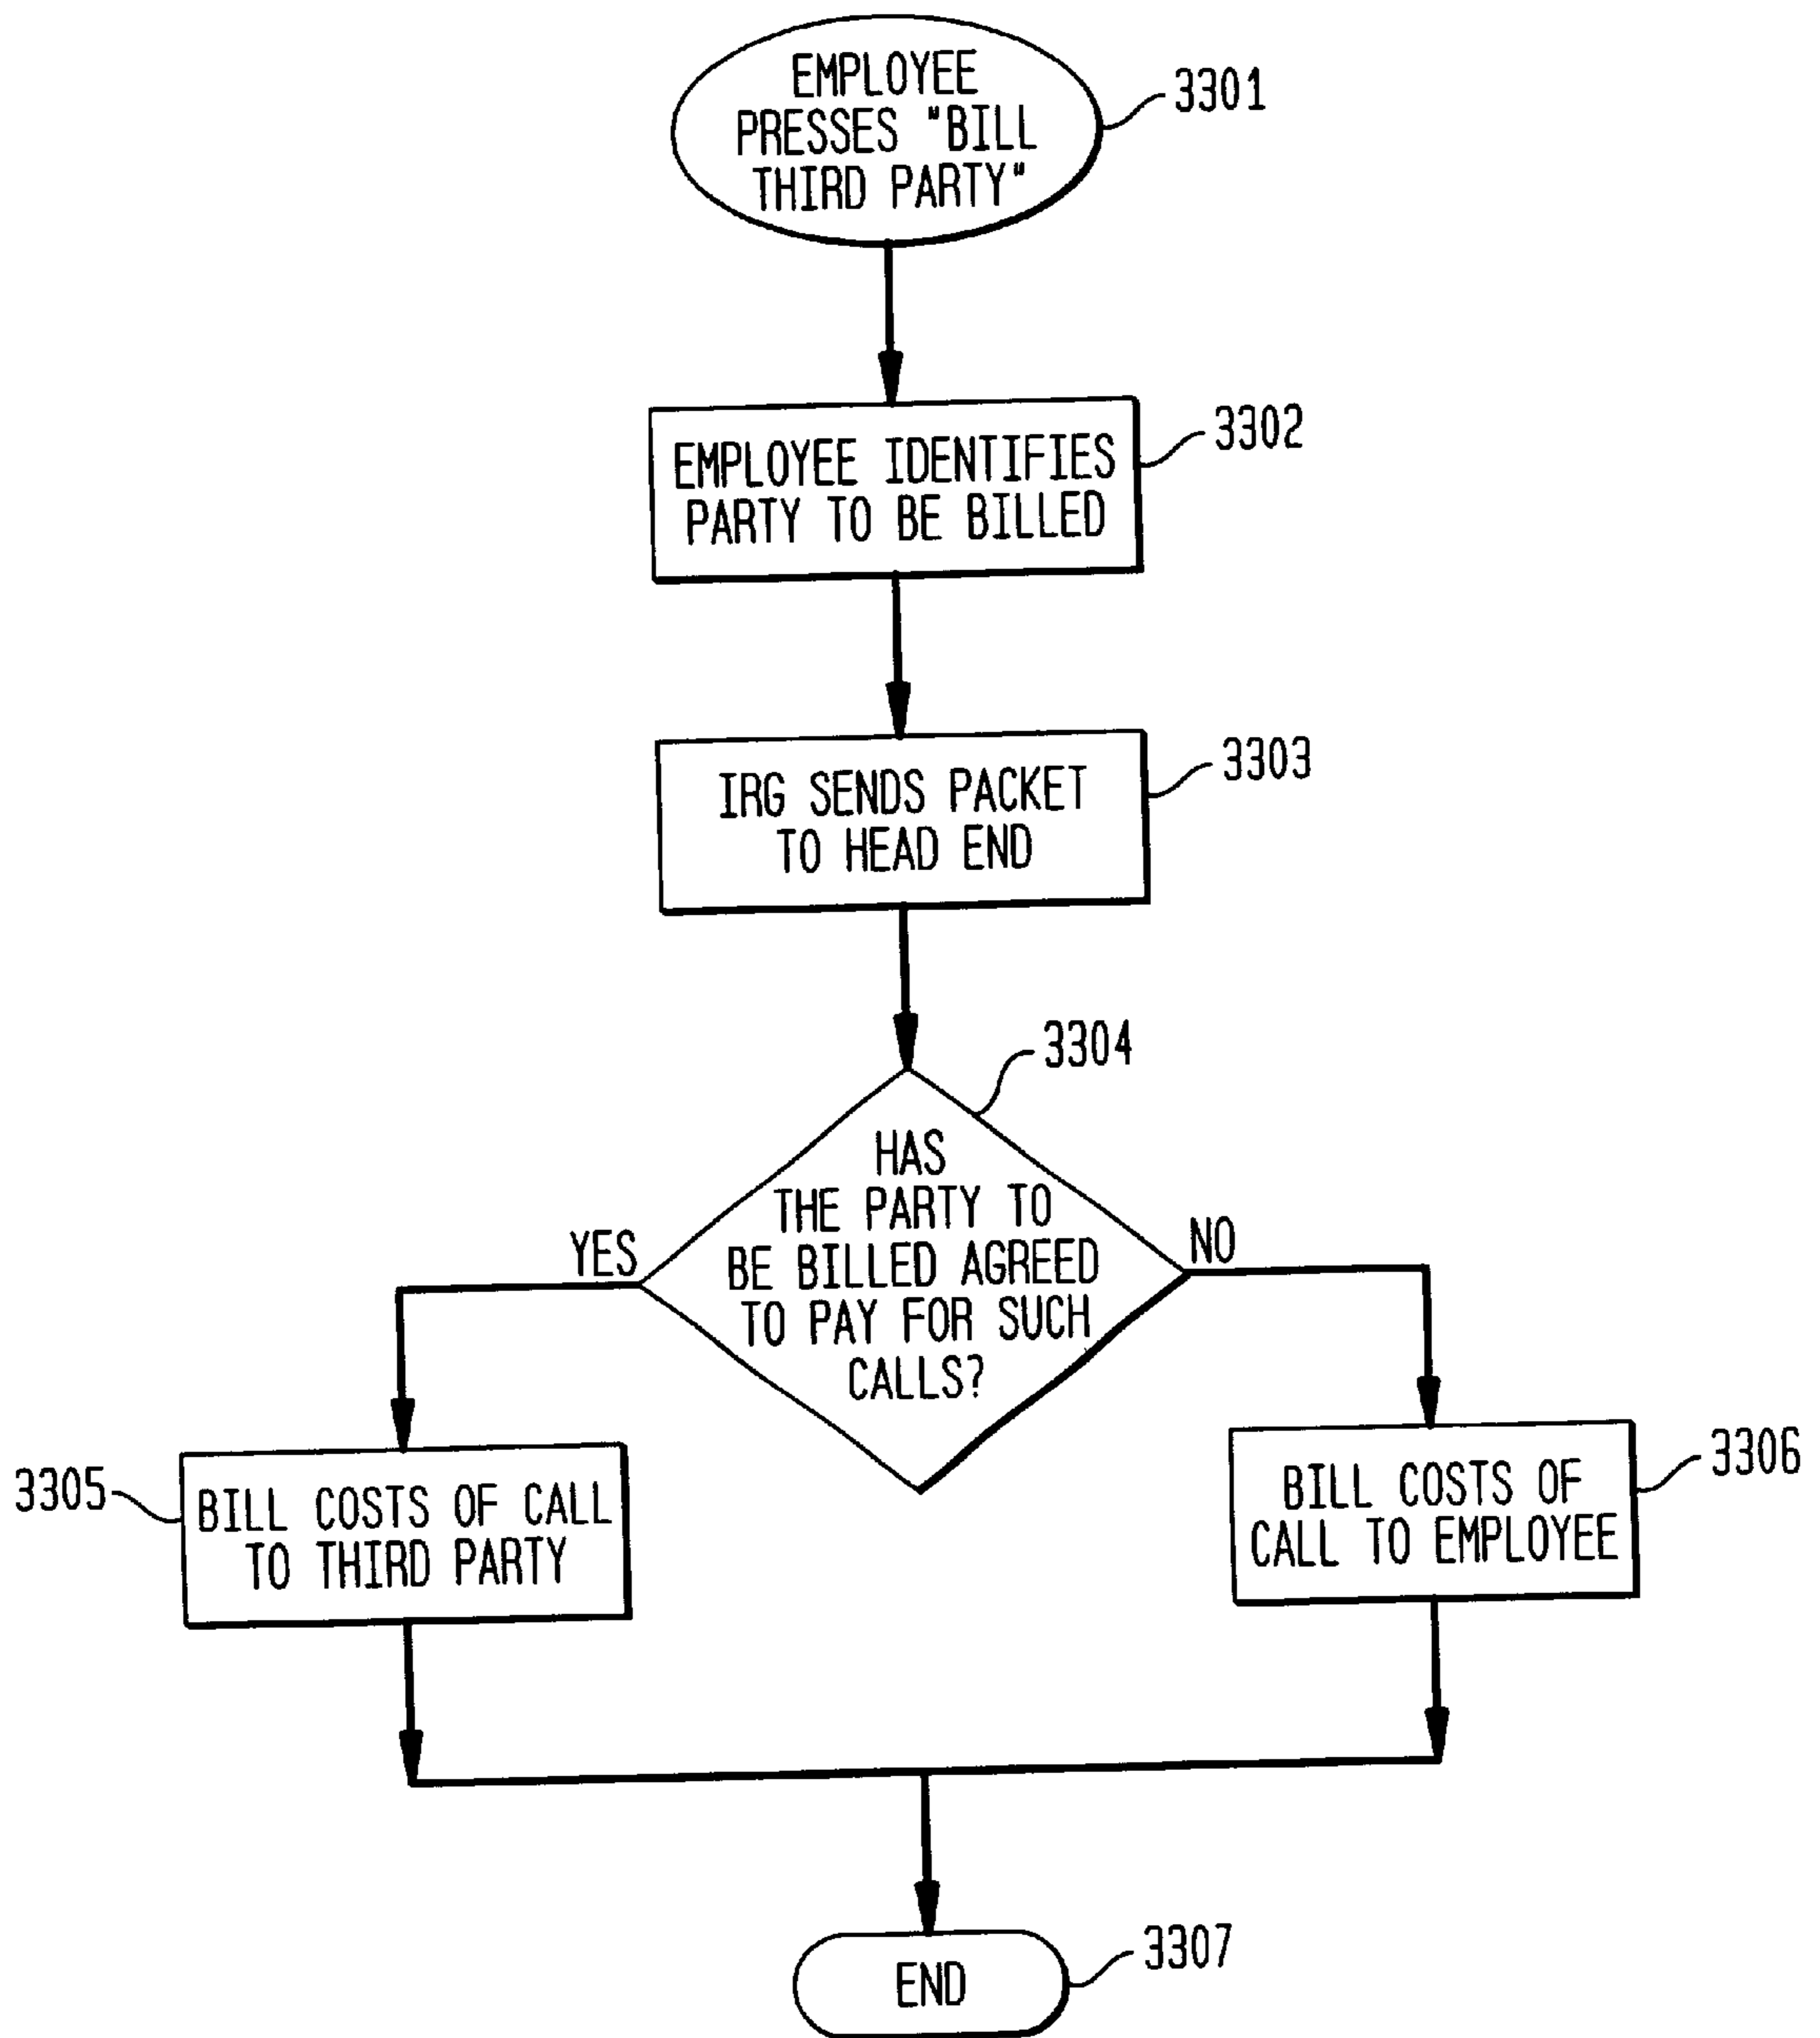 EMPLOYEE
PRESSES "BILL
THIRD PARTY"
3301
EMPLOYEE IDENTIFIES
PARTY TO BE BILLED
3302
IRG SENDS PACKET
TO HEAD END
3303
3304
HAS
THE PARTY TO
BE BILLED AGREED
TO PAY FOR SUCH
CALLS?
YES
NO
3305
BILL COSTS OF CALL
TO THIRD PARTY
BILL COSTS OF
CALL TO EMPLOYEE
3306
END
3307